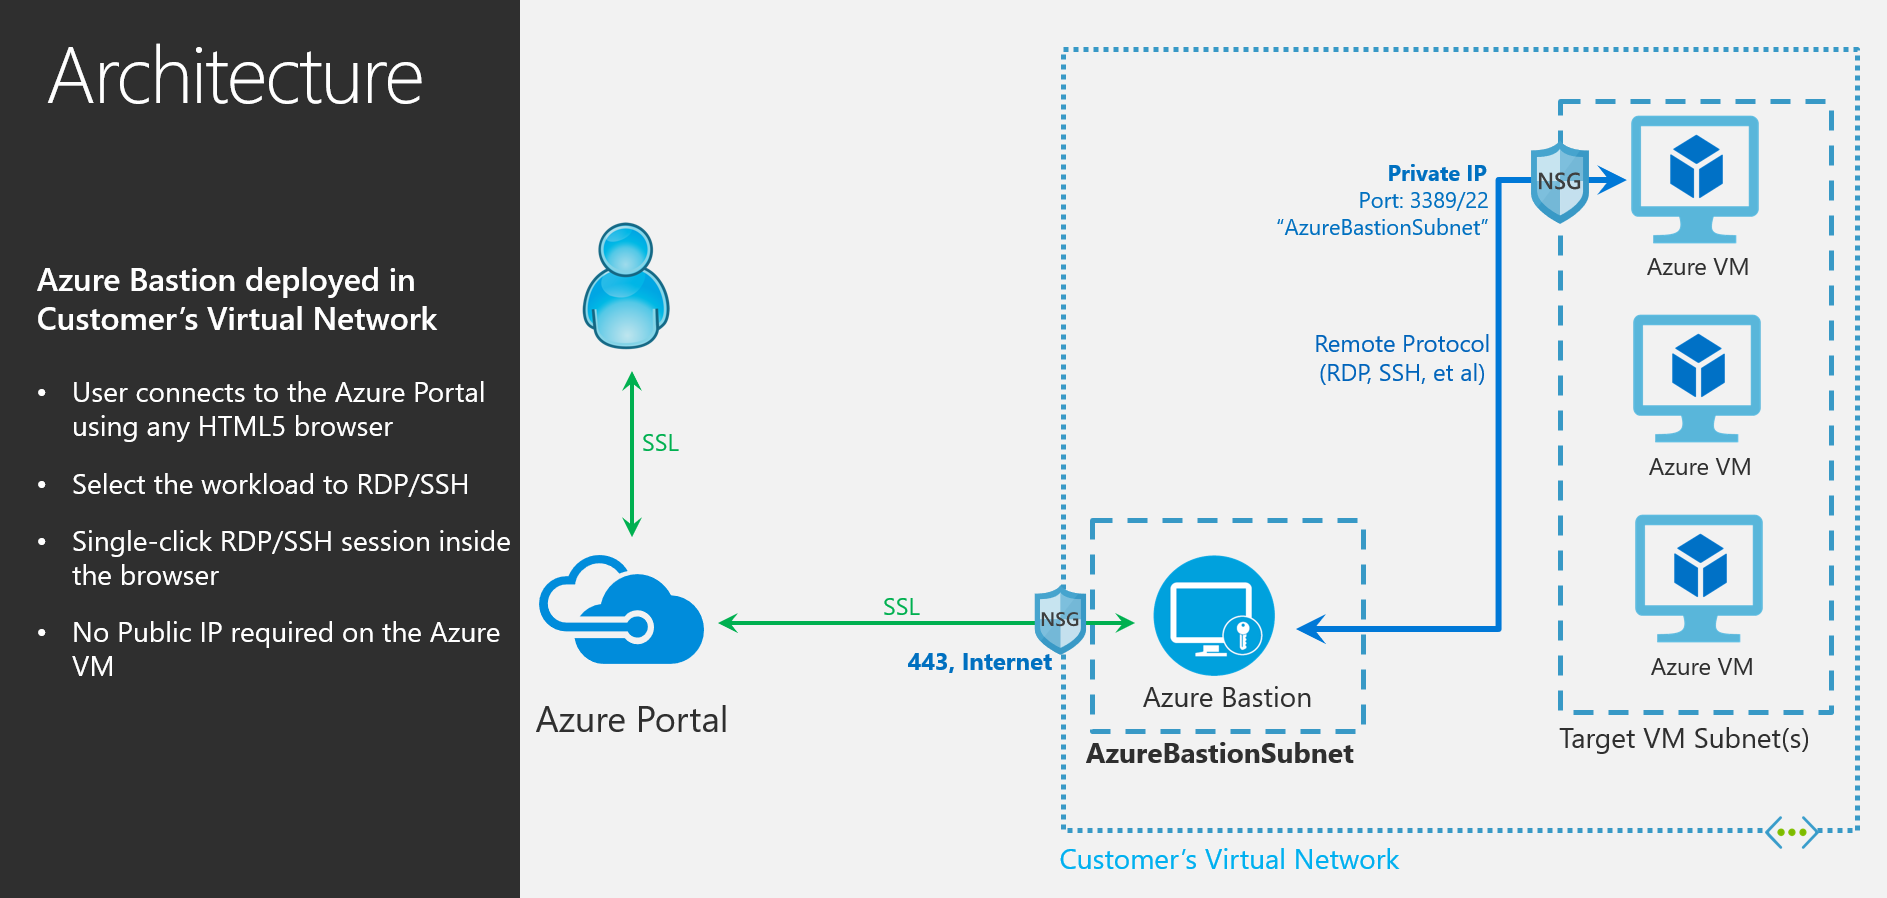 Architecture
Azure Bastion deployed in
Customer’s Virtual Network
• User connects to the Azure Portal
using any HTML5 browser
• Select the workload to RDP/SSH
• Single-click RDP/SSH session inside
the browser
• No Public IP required on the Azure
VM
SSL
Azure Portal
SSL
443, Internet
NSG
Azure Bastion
AzureBastionSubnet
Private IP
Port: 3389/22
“AzureBastionSubnet”
Remote Protocol
(RDP, SSH, et al)
NSG
Azure VM
Azure VM
Azure VM
Target VM Subnet(s)
Customer’s Virtual Network